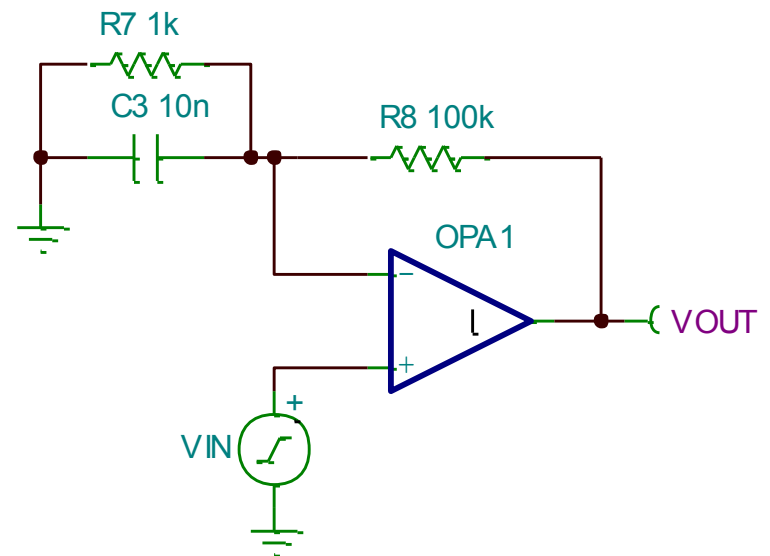 R7 1k
C3 10n
R8 100k
OPA1
−
+
I
VOUT
+
VIN